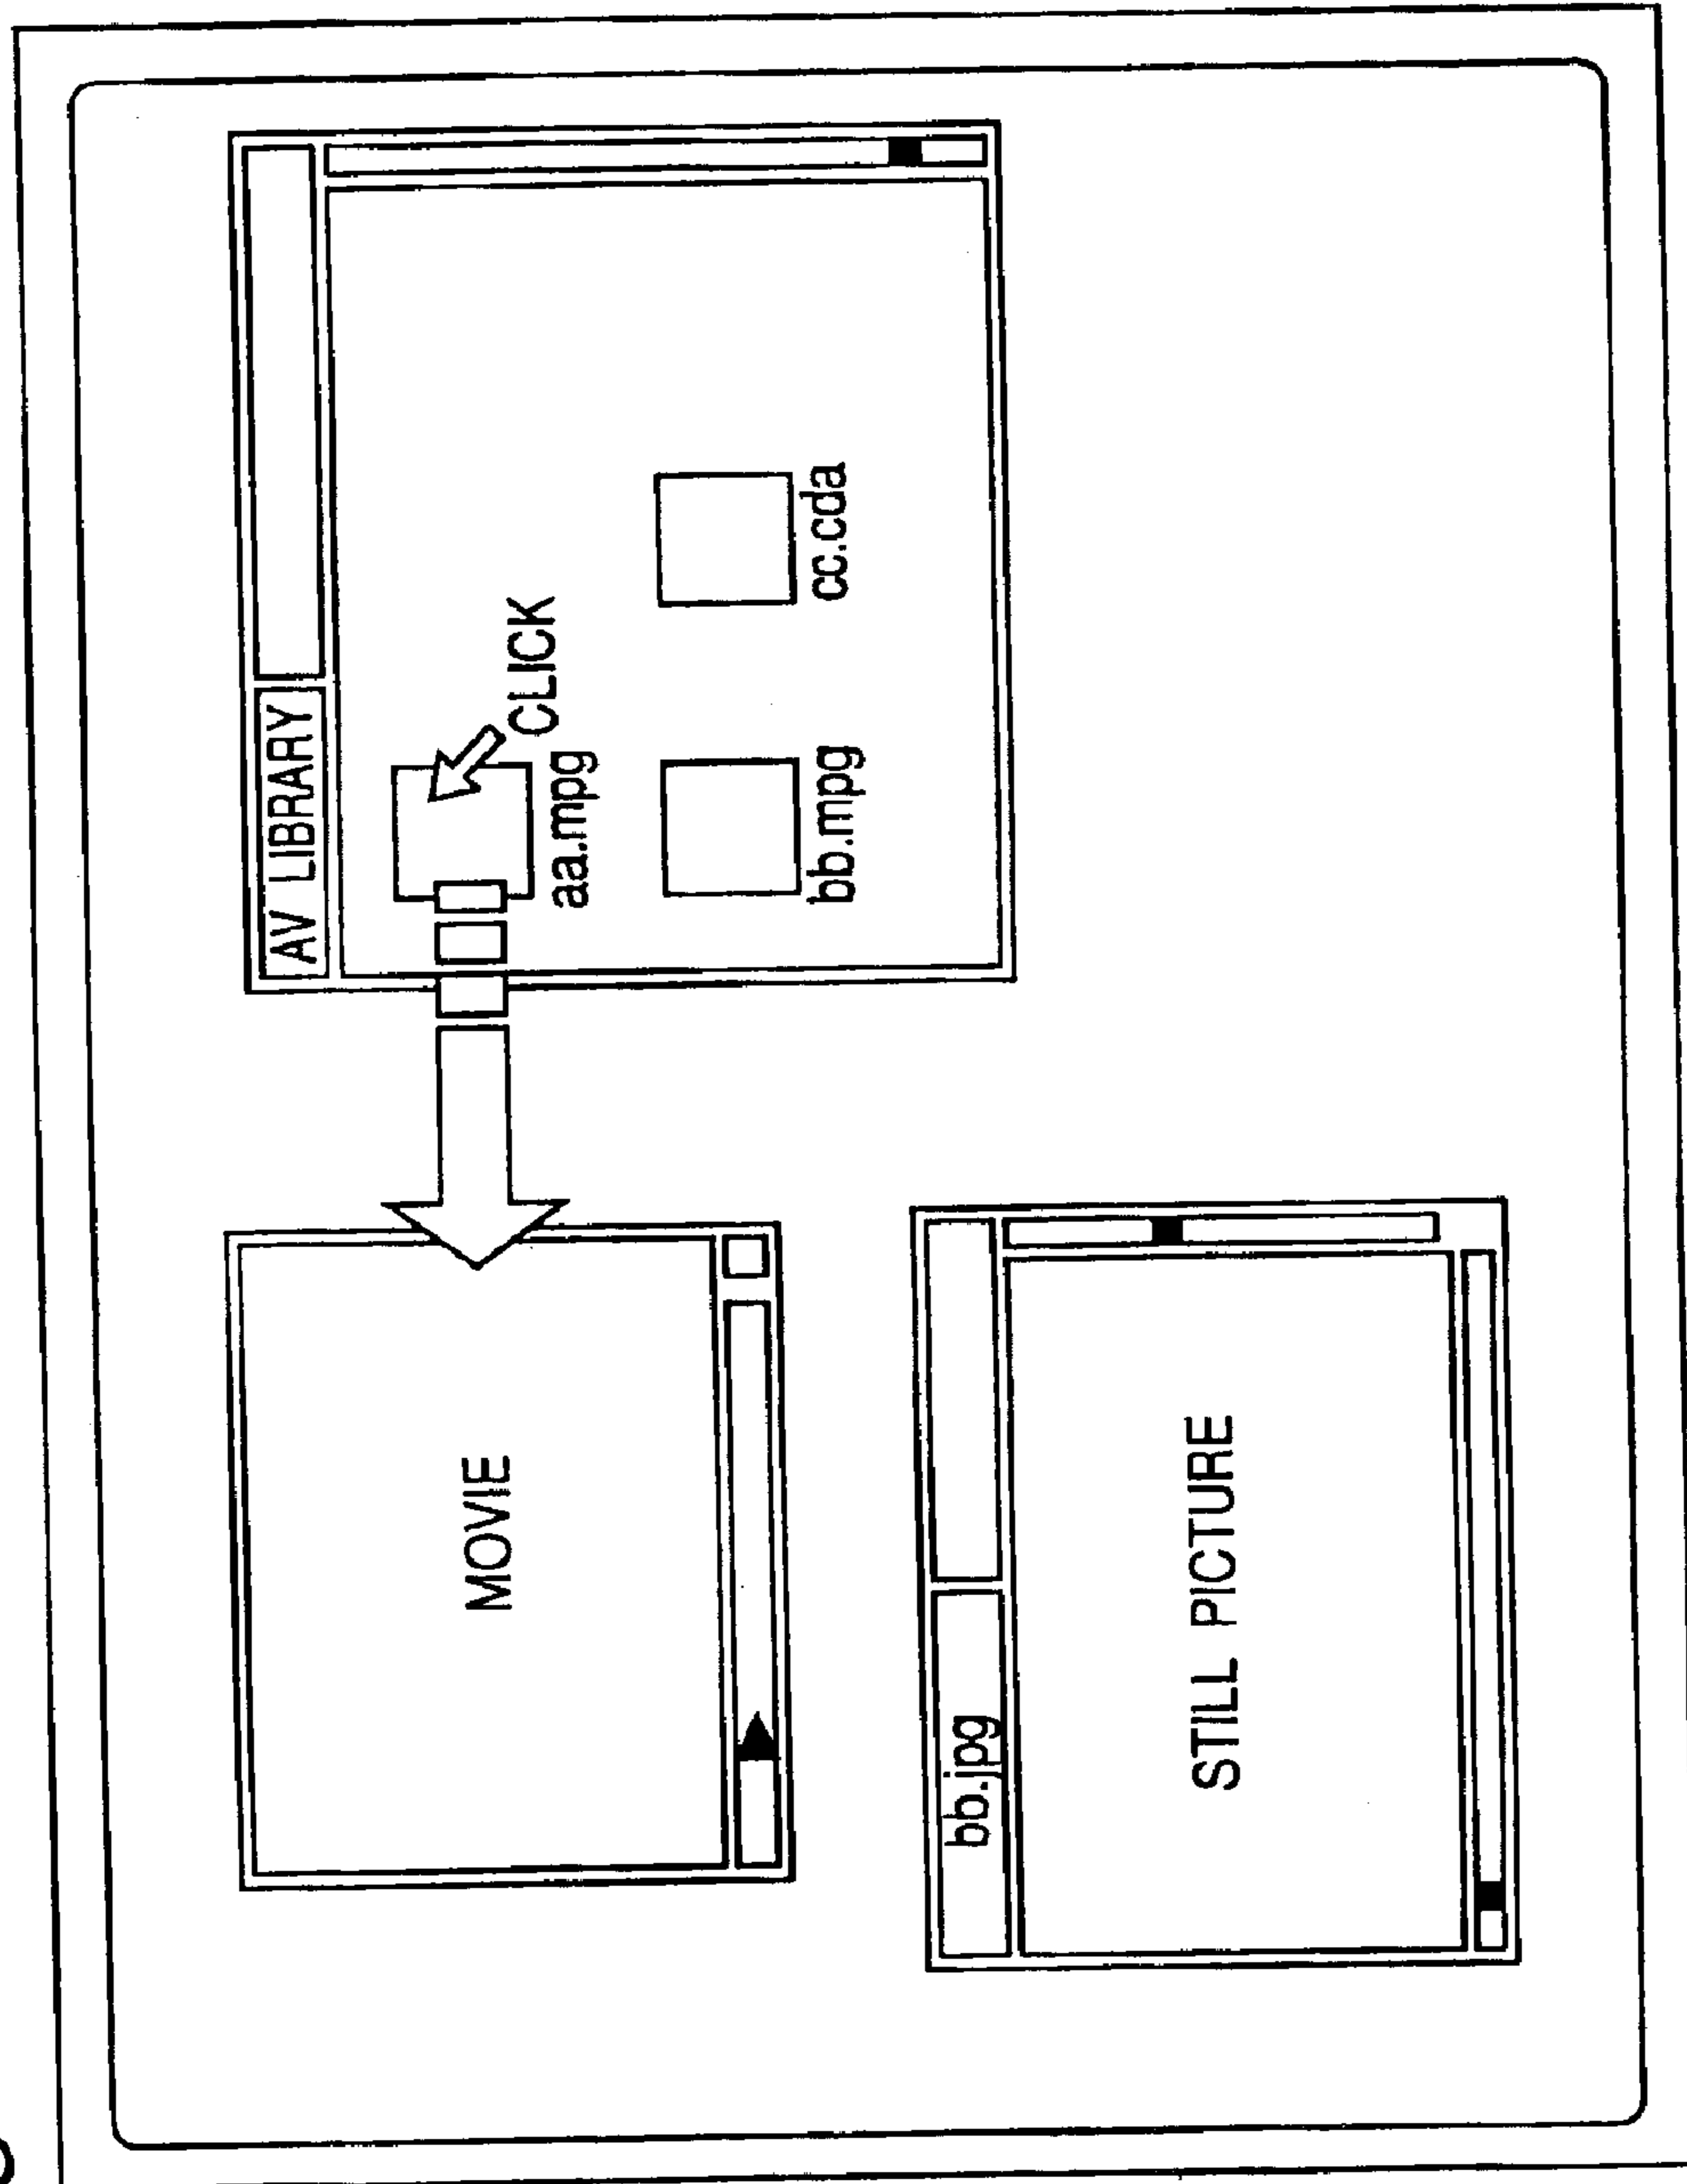 MOVIE
AV LIBRARY
CLICK
aa.mpg
bb.mpg
cc.cda
bb.jpg
STILL PICTURE